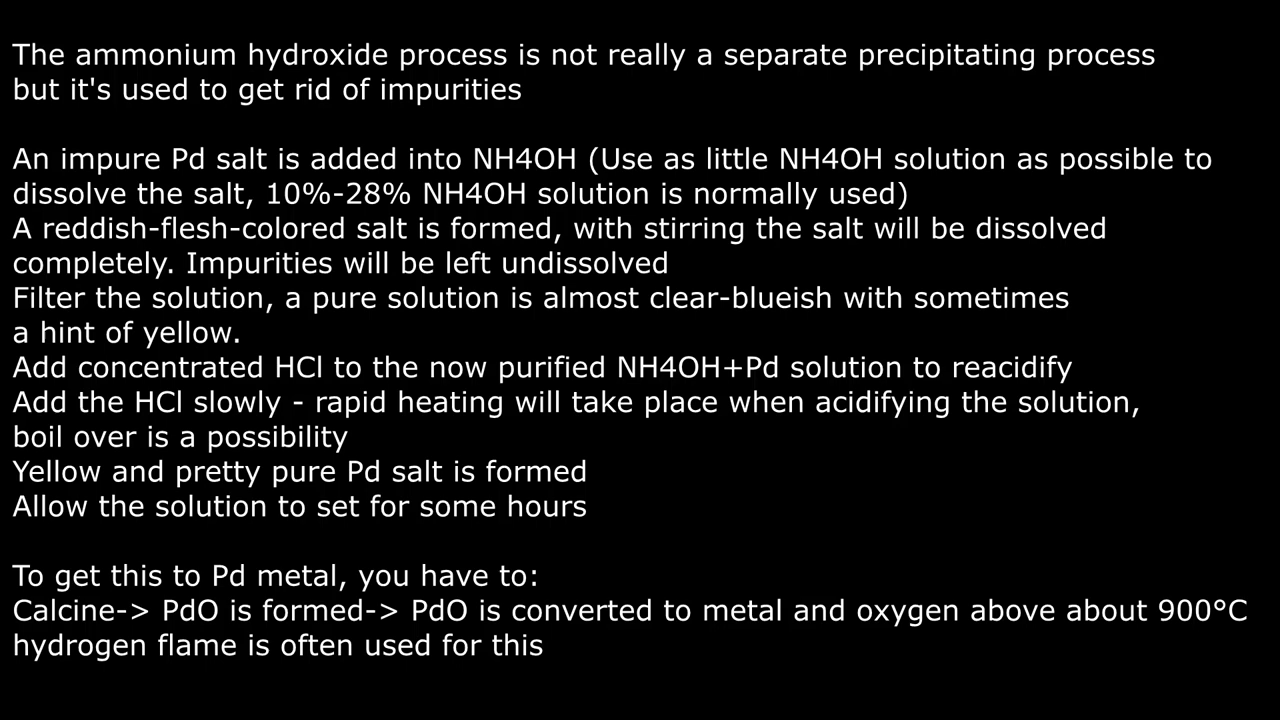 The ammonium hydroxide process is not really a separate precipitating process
but it's used to get rid of impurities
An impure Pd salt is added into NH4OH (Use as little NH4OH solution as possible to
dissolve the salt, 10%-28% NH4OH solution is normally used)
A reddish-flesh-colored salt is formed, with stirring the salt will be dissolved
completely. Impurities will be left undissolved
Filter the solution, a pure solution is almost clear-blueish with sometimes
a hint of yellow.
Add concentrated HCl to the now purified NH4OH+Pd solution to reacidify
Add the HCl slowly - rapid heating will take place when acidifying the solution,
boil over is a possibility
Yellow and pretty pure Pd salt is formed
Allow the solution to set for some hours
To get this to Pd metal, you have to:
Calcine-> PdO is formed-> PdO is converted to metal and oxygen above about 900°C
hydrogen flame is often used for this